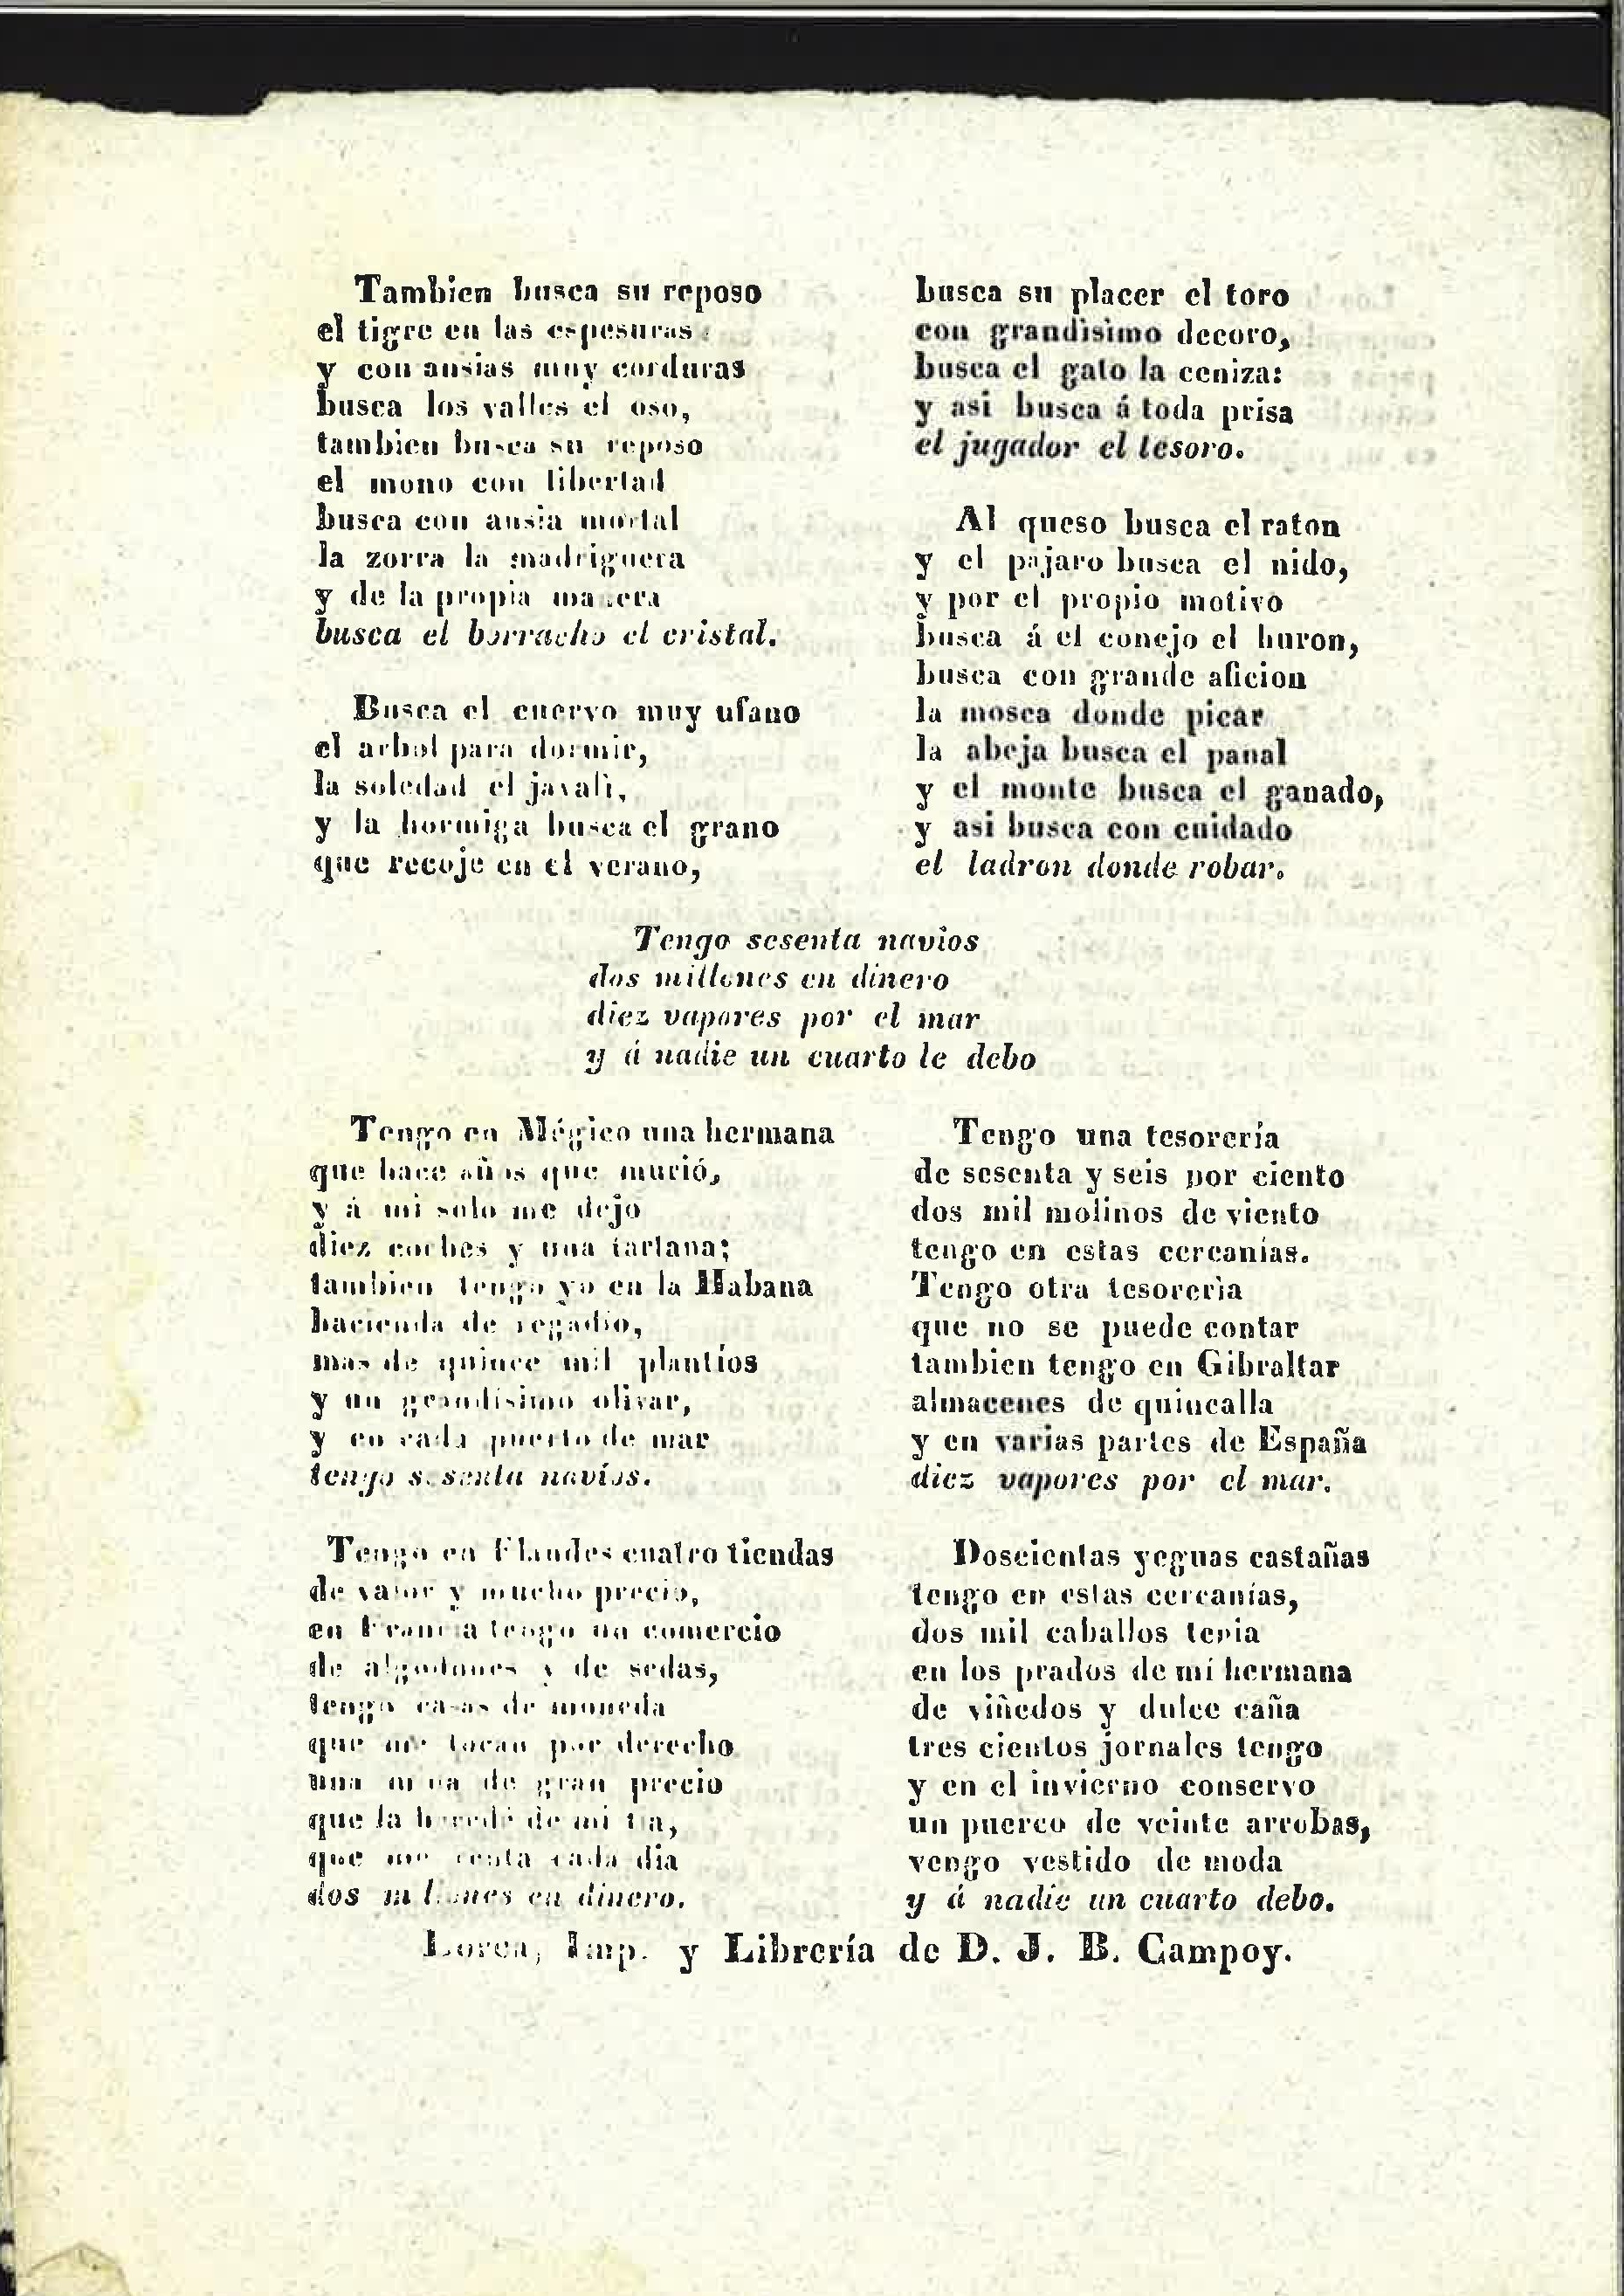 Tambien busca su reposo
el tigre en las espesuras
y con ansias muy corduras
busca los valles el oso,
tambien busca su reposo
el mono con libertad
busca con ansia mortal
la zorra la madriguera
y de la propia manera
busca el borracho el cristal.
Busca el cuervo muy ufano
el arbol para dormir,
la soledad el javalì,
y la hormiga busca el grano
que recoje en el verano,
busca su placer el toro
con grandisimo decoro,
busca el gato la ceniza:
y asi busca á toda prisa
el jugador el tesoro.
Al queso busca el raton
y el pajaro busca el nido,
y por el propio motivo
busca á el conejo el huron,
busca con grande aficion
la mosca donde picar
la abeja busca el panal
y el monte busca el ganado,
y asi busca con cuidado
el ladron donde robar.
Tengo sesenta navios
dos millones en dinero
diez vapores por el mar
y á nadie un cuarto le debo
Tengo en Mégico una hermana
que hace años que murió,
y á mi solo me dejo
diez coches y una tartana;
tambien tengo yo en la Habana
hacienda de regadio,
mas de quince mil plantíos
y un grandísimo olivar,
y en cada puerto de mar
tengo sesenta navíos.
Tengo en Flandes cuatro tiendas
de valor y mucho precio,
en Francia tengo un comercio
de algodones y de sedas,
tengo casas de moneda
que me tocan por derecho
una mina de gran precio
que la heredé de mi tia,
que me renta cada dia
dos millones en dinero.
Tengo una tesorería
de sesenta y seis por ciento
dos mil molinos de viento
tengo en estas cercanías.
Tengo otra tesorerìa
que no se puede contar
tambien tengo en Gibraltar
almacenes de quincalla
y en varias partes de España
diez vapores por el mar.
Doscientas yeguas castañas
tengo en estas cercanías,
dos mil caballos tenia
en los prados de mí hermana
de viñedos y dulce caña
tres cientos jornales tengo
y en el invierno conservo
un puerco de veinte arrobas,
vengo vestido de moda
y á nadie un cuarto debo.
Lorca, Imp. y Librería de D. J. B. Campoy.